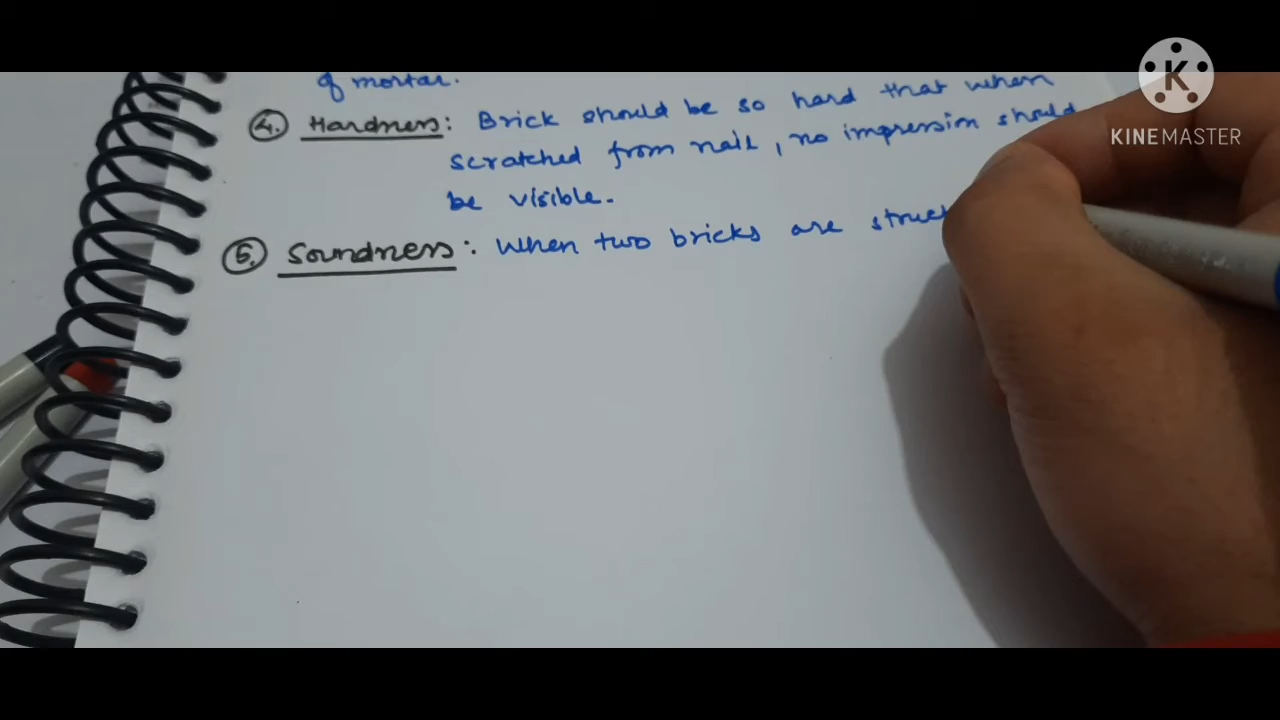 of mortar.
4. Hardness: Brick should be so hard that when
scratched from nail, no impression should
be visible.
5. Soundness: When two bricks are struck
K
KINEMASTER